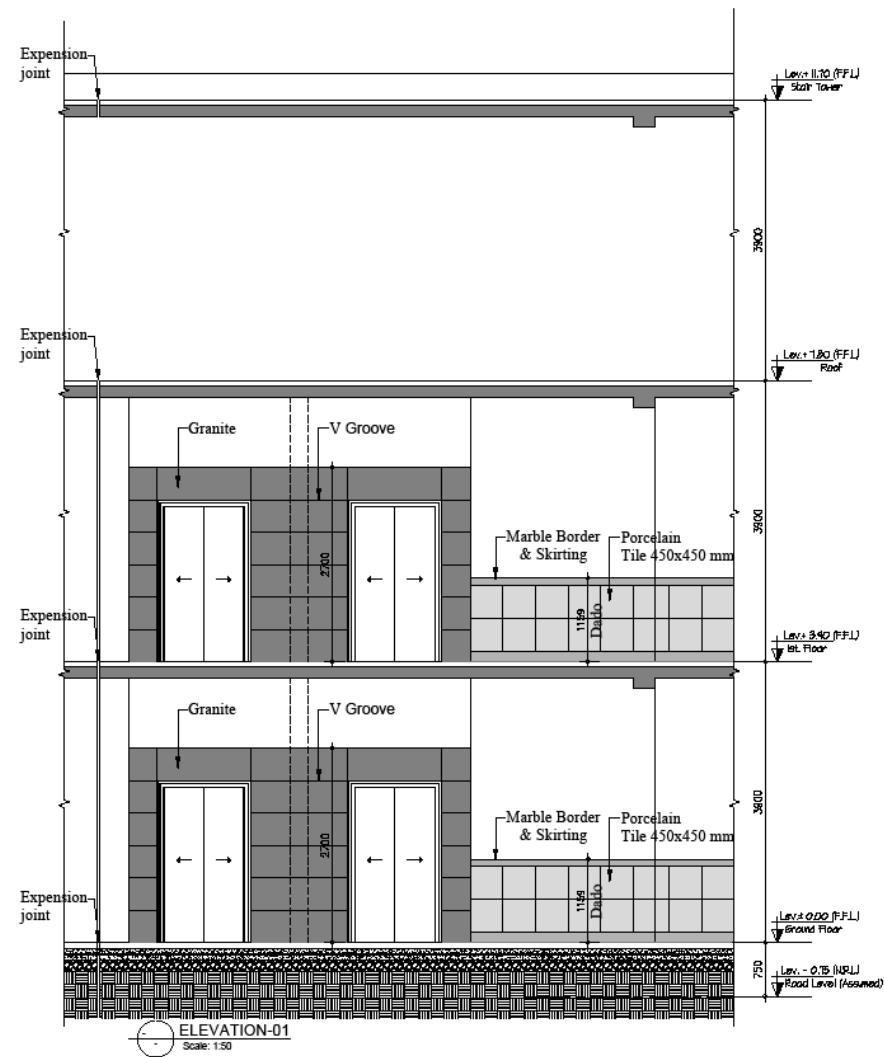 Expension
joint
Lev.+ 11.70 (F.F.L)
Stair Tower
3900
Expension
joint
Lev.+ 7.80 (F.F.L)
Roof
Granite
V Groove
2700
Marble Border
& Skirting
Porcelain
Tile 450x450 mm
1159
Dado
3900
Expension
joint
Lev.+ 3.90 (F.F.L)
1st. Floor
Granite
V Groove
2700
Marble Border
& Skirting
Porcelain
Tile 450x450 mm
1159
Dado
3900
Expension
joint
Lev.± 0.00 (F.F.L)
Ground Floor
750
Lev. - 0.75
Road Level (Assumed)
ELEVATION-01
Scale: 1:50